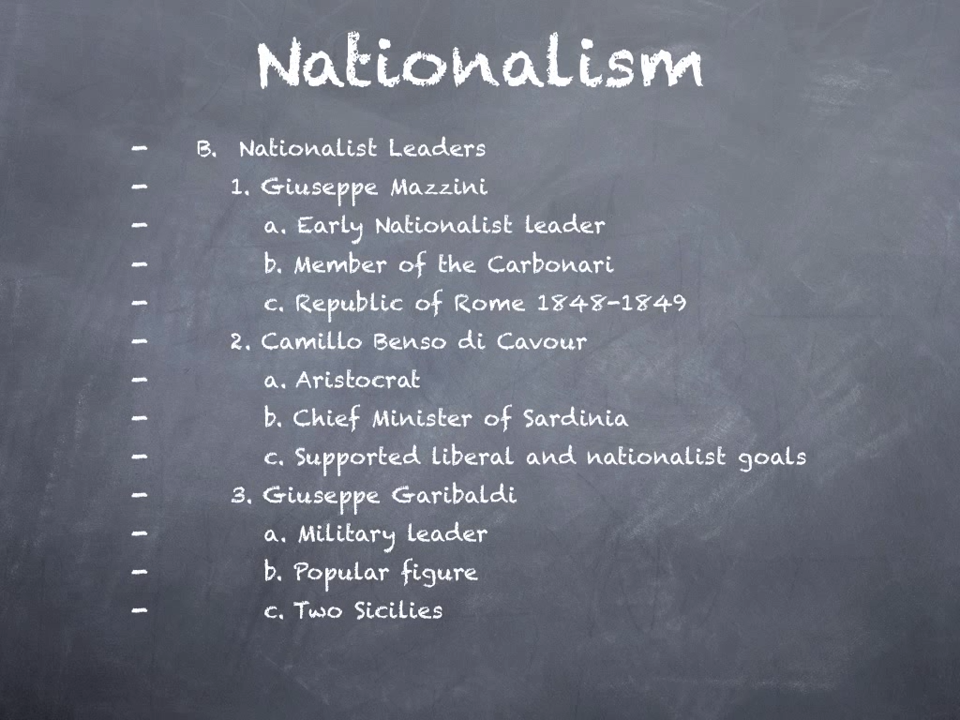 Nationalism
- B. Nationalist Leaders
- 1. Giuseppe Mazzini
- a. Early Nationalist leader
- b. Member of the Carbonari
- c. Republic of Rome 1848-1849
- 2. Camillo Benso di Cavour
- a. Aristocrat
- b. Chief Minister of Sardinia
- c. Supported liberal and nationalist goals
- 3. Giuseppe Garibaldi
- a. Military leader
- b. Popular figure
- c. Two Sicilies